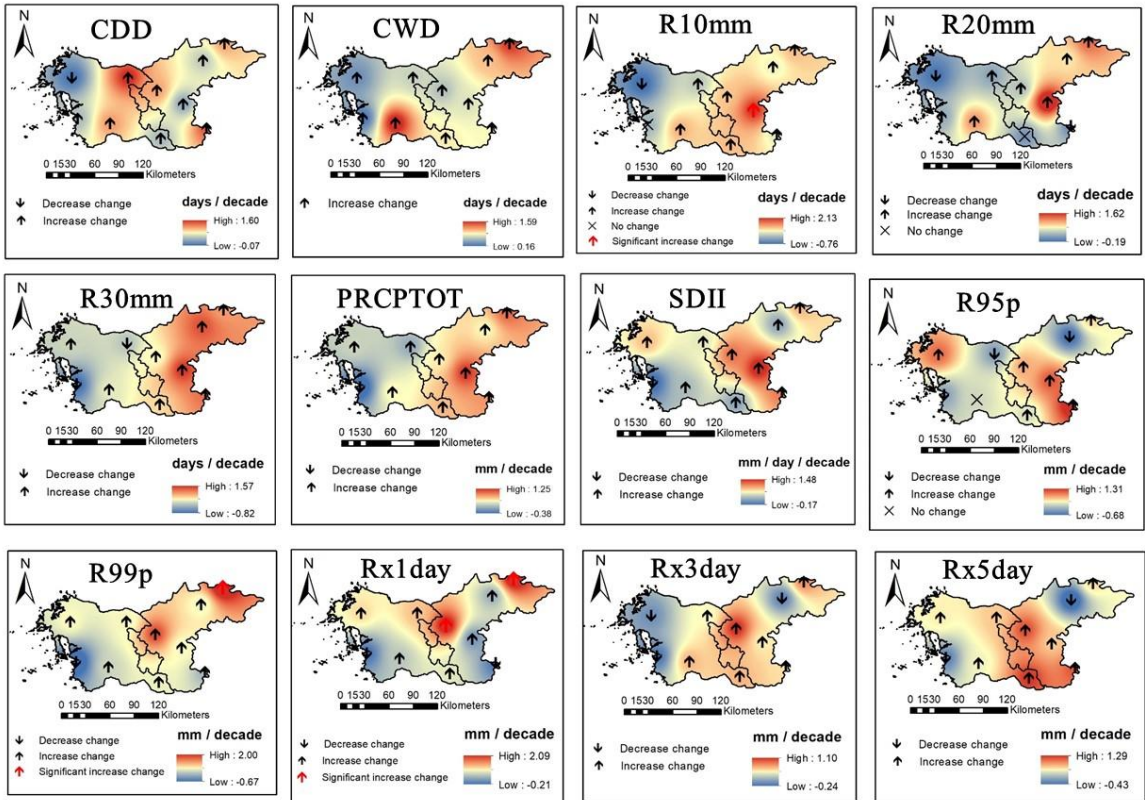 N
CDD
0 1530 60 90 120
Kilometers
Decrease change
Increase change
days / decade
High : 1.60
Low : -0.07
N
CWD
0 1530 60 90 120
Kilometers
Increase change
days / decade
High : 1.59
Low : 0.16
N
R10mm
0 1530 60 90 120
Kilometers
Decrease change
Increase change
No change
Significant increase change
days / decade
High : 2.13
Low : -0.76
N
R20mm
0 1530 60 90 120
Kilometers
Decrease change
Increase change
No change
days / decade
High : 1.62
Low : -0.19
N
R30mm
0 1530 60 90 120
Kilometers
Decrease change
Increase change
days / decade
High : 1.57
Low : -0.82
N
PRCPTOT
0 1530 60 90 120
Kilometers
Decrease change
Increase change
mm / decade
High : 1.25
Low : -0.38
N
SDII
0 1530 60 90 120
Kilometers
Decrease change
Increase change
mm / day / decade
High : 1.48
Low : -0.17
N
R95p
0 1530 60 90 120
Kilometers
Decrease change
Increase change
No change
mm / decade
High : 1.31
Low : -0.68
N
R99p
0 1530 60 90 120
Kilometers
Decrease change
Increase change
Significant increase change
mm / decade
High : 2.00
Low : -0.67
N
Rx1day
0 1530 60 90 120
Kilometers
Decrease change
Increase change
Significant increase change
mm / decade
High : 2.09
Low : -0.21
N
Rx3day
0 1530 60 90 120
Kilometers
Decrease change
Increase change
mm / decade
High : 1.10
Low : -0.24
N
Rx5day
0 1530 60 90 120
Kilometers
Decrease change
Increase change
mm / decade
High : 1.29
Low : -0.43